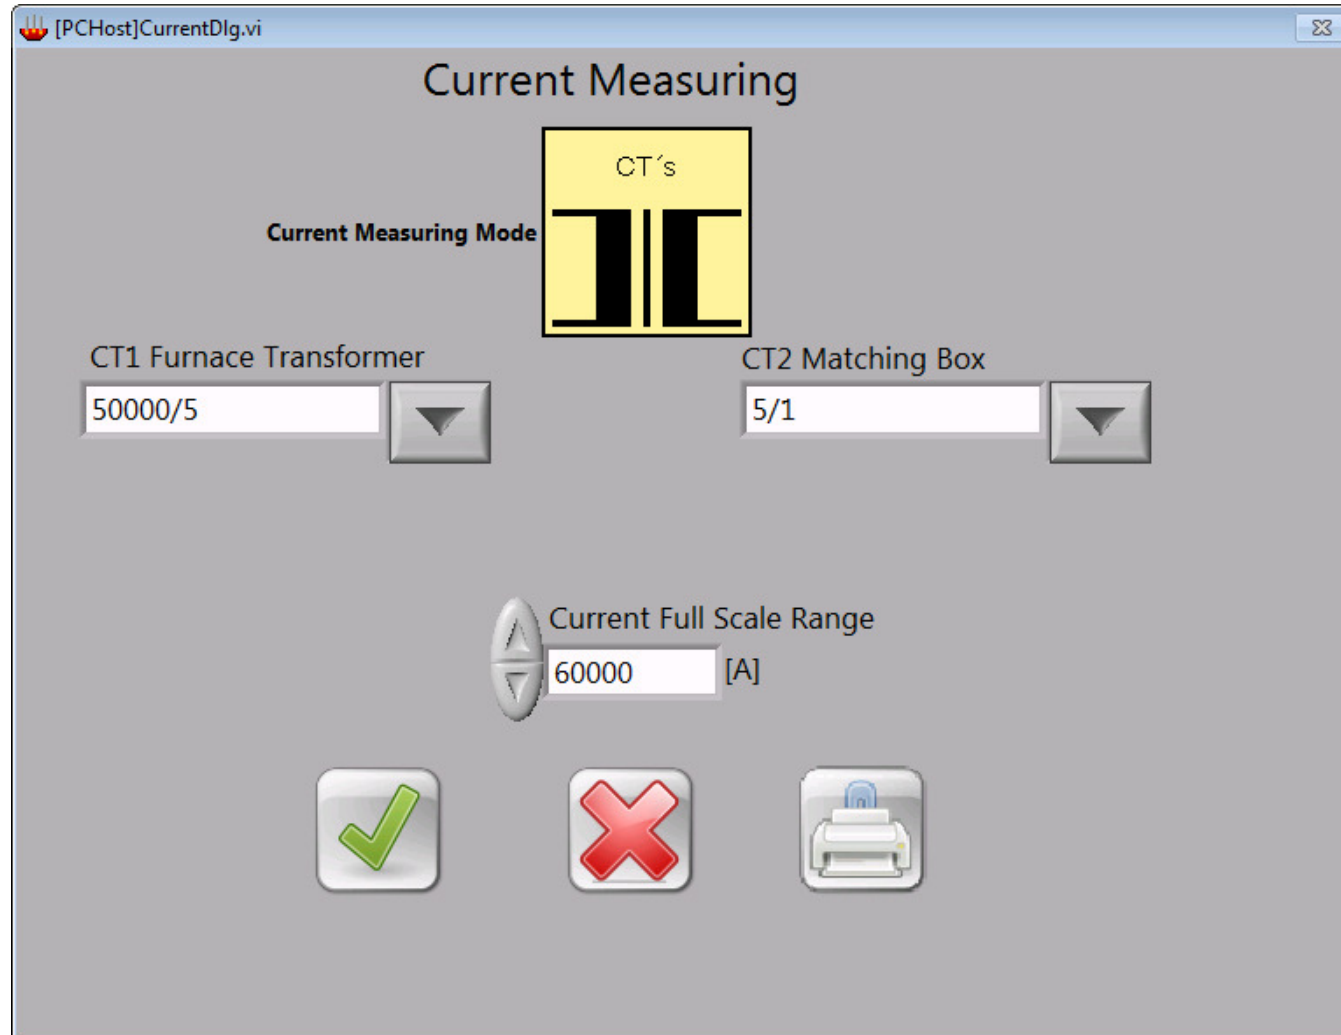 [PCHost]CurrentDlg.vi
Current Measuring
CT´s
Current Measuring Mode
CT1 Furnace Transformer
CT2 Matching Box
50000/5
5/1
Current Full Scale Range
60000 [A]